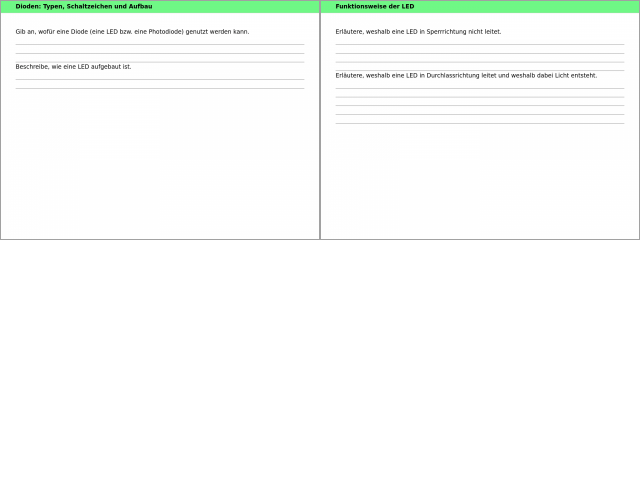 Dioden: Typen, Schaltzeichen und Aufbau
Gib an, wofür eine Diode (eine LED bzw. eine Photodiode) genutzt werden kann.
Beschreibe, wie eine LED aufgebaut ist.
Funktionsweise der LED
Erläutere, weshalb eine LED in Sperrrichtung nicht leitet.
Erläutere, weshalb eine LED in Durchlassrichtung leitet und weshalb dabei Licht entsteht.